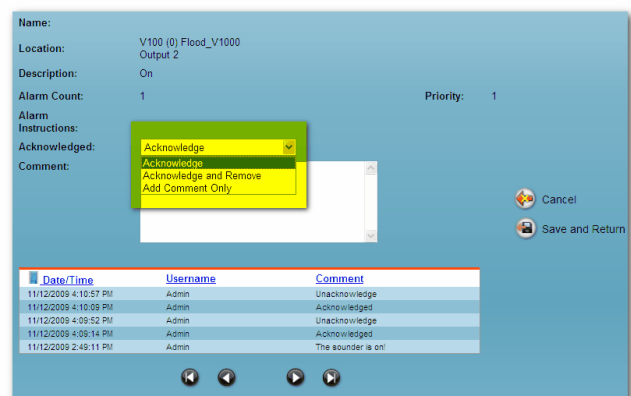 Name:
Location: V100 (0) Flood_V1000
Output 2
Description: On
Alarm Count: 1 Priority: 1
Alarm
Instructions:
Acknowledged: Acknowledge
Acknowledge
Comment:
Acknowledge and Remove
Add Comment Only
Cancel
Save and Return
Date/Time Username Comment
11/12/2009 4:10:57 PM Admin Unacknowledge
11/12/2009 4:10:09 PM Admin Acknowledged
11/12/2009 4:09:52 PM Admin Unacknowledge
11/12/2009 4:09:14 PM Admin Acknowledged
11/12/2009 2:49:11 PM Admin The sounder is on!